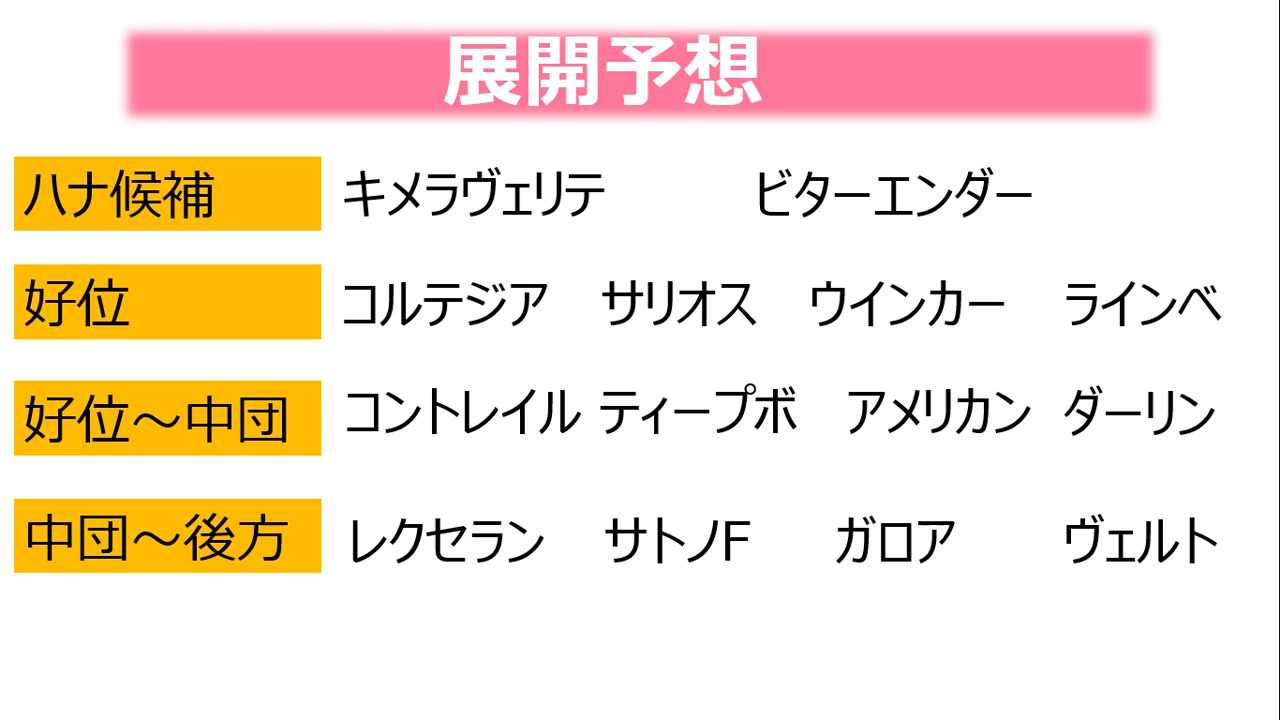 展開予想
ハナ候補 キメラヴェリテ ビターエンダー
好位 コルテジア サリオス ウインカー ラインベ
好位～中団 コントレイル ティープボ アメリカン ダーリン
中団～後方 レクセラン サトノF ガロア ヴェルト